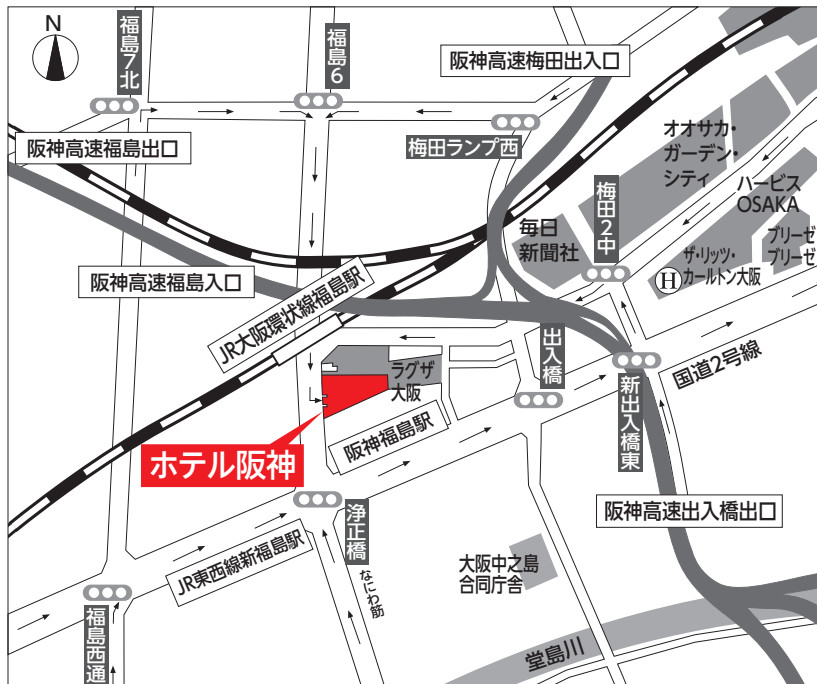 N
福島7北
福島6
阪神高速梅田出入口
オオサカ・
ガーデン・
シティ
阪神高速福島出口
梅田ランプ西
梅田2中
ハービス
OSAKA
毎日
新聞社
ブリーゼ
ブリーゼ
阪神高速福島入口
ザ・リッツ・
カールトン大阪
H
JR大阪環状線福島駅
出入橋
国道2号線
ラグザ
大阪
新出入橋東
阪神福島駅
ホテル阪神
浄正橋
阪神高速出入橋出口
JR東西線新福島駅
なにわ筋
大阪中之島
合同庁舎
福島西通
堂島川